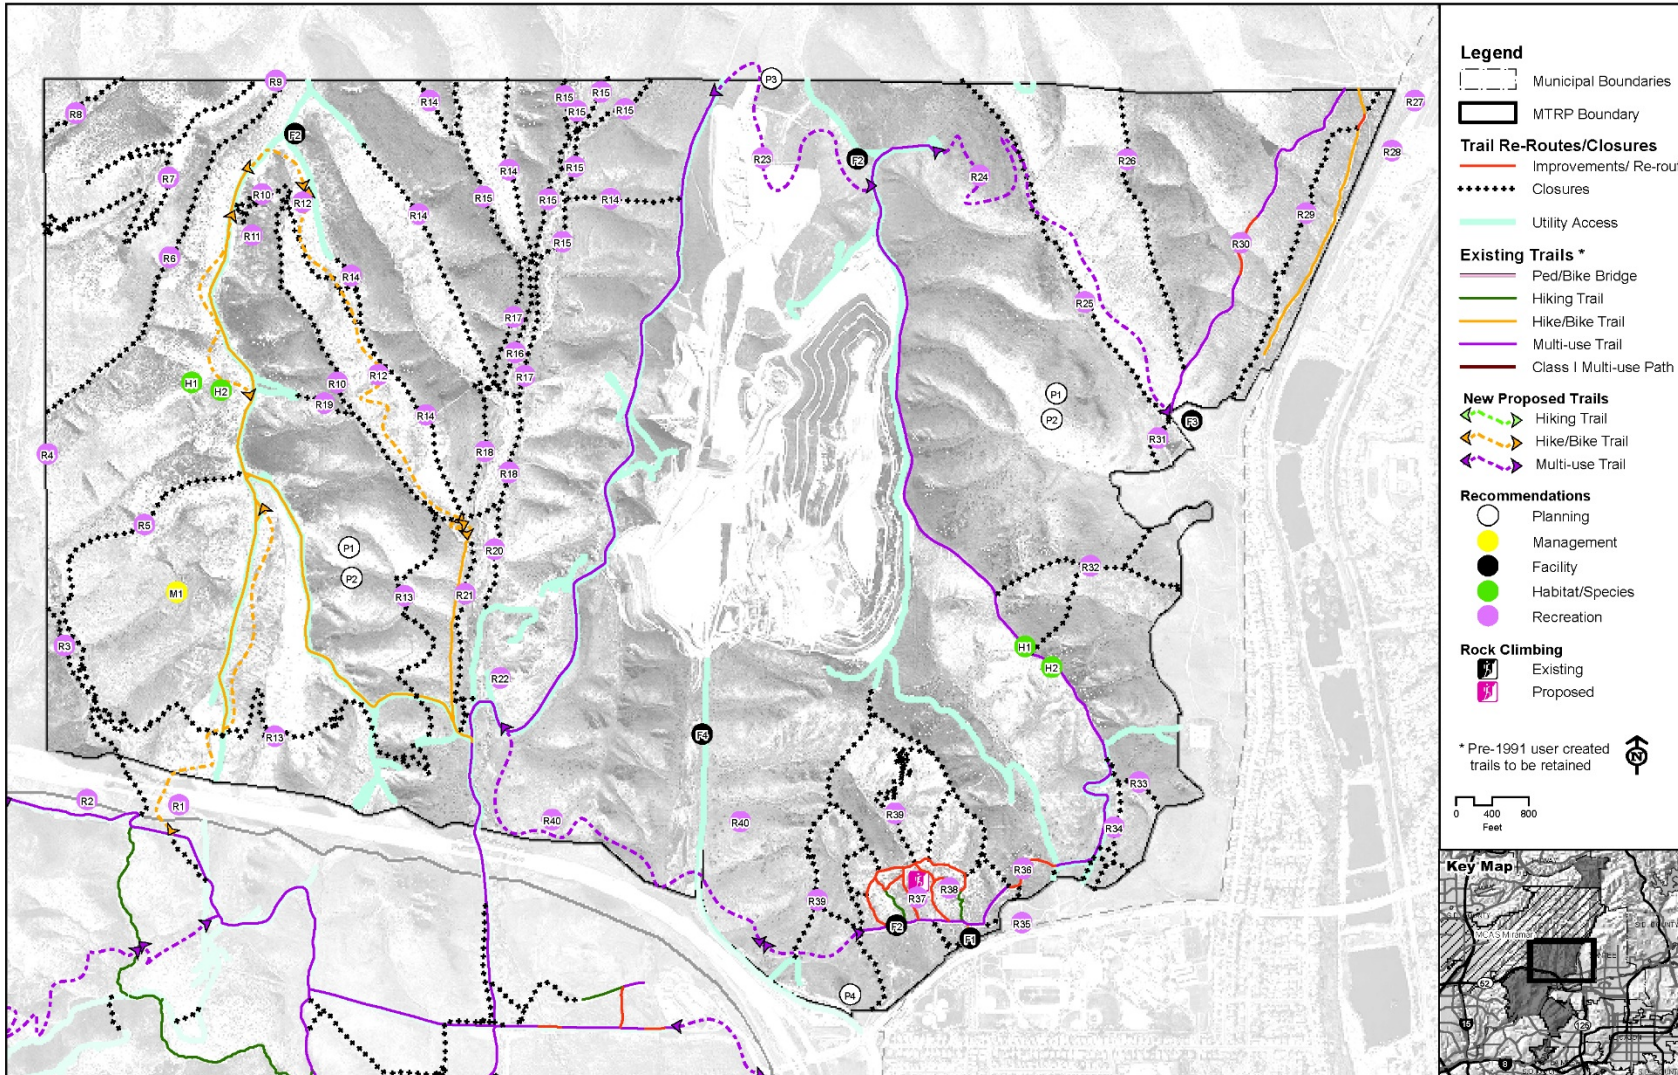 P3
R9
R8
R14
R15
R15
R15
R15
R27
F2
R28
R23
F2
R26
R7
R14
R15
R24
R10
R12
R15
R15
R14
R14
R29
R11
R15
R30
R6
R14
R25
R17
R16
R12
R17
H1
H2
R10
R19
P1
P2
R14
F3
R31
R4
R18
R18
R5
P1
R20
P2
R32
M1
R13
R21
R3
H1
H2
R22
R13
F4
R33
R2
R1
R40
R40
R39
R34
R36
R38
R37
R39
F2
R35
F1
P4
Legend
Municipal Boundaries
MTRP Boundary
Trail Re-Routes/Closures
Improvements/ Re-rout
Closures
Utility Access
Existing Trails *
Ped/Bike Bridge
Hiking Trail
Hike/Bike Trail
Multi-use Trail
Class I Multi-use Path
New Proposed Trails
Hiking Trail
Hike/Bike Trail
Multi-use Trail
Recommendations
Planning
Management
Facility
Habitat/Species
Recreation
Rock Climbing
Existing
Proposed
* Pre-1991 user created
trails to be retained
N
0 400 800
Feet
Key Map
MCAS Miramar
52
15
125
8